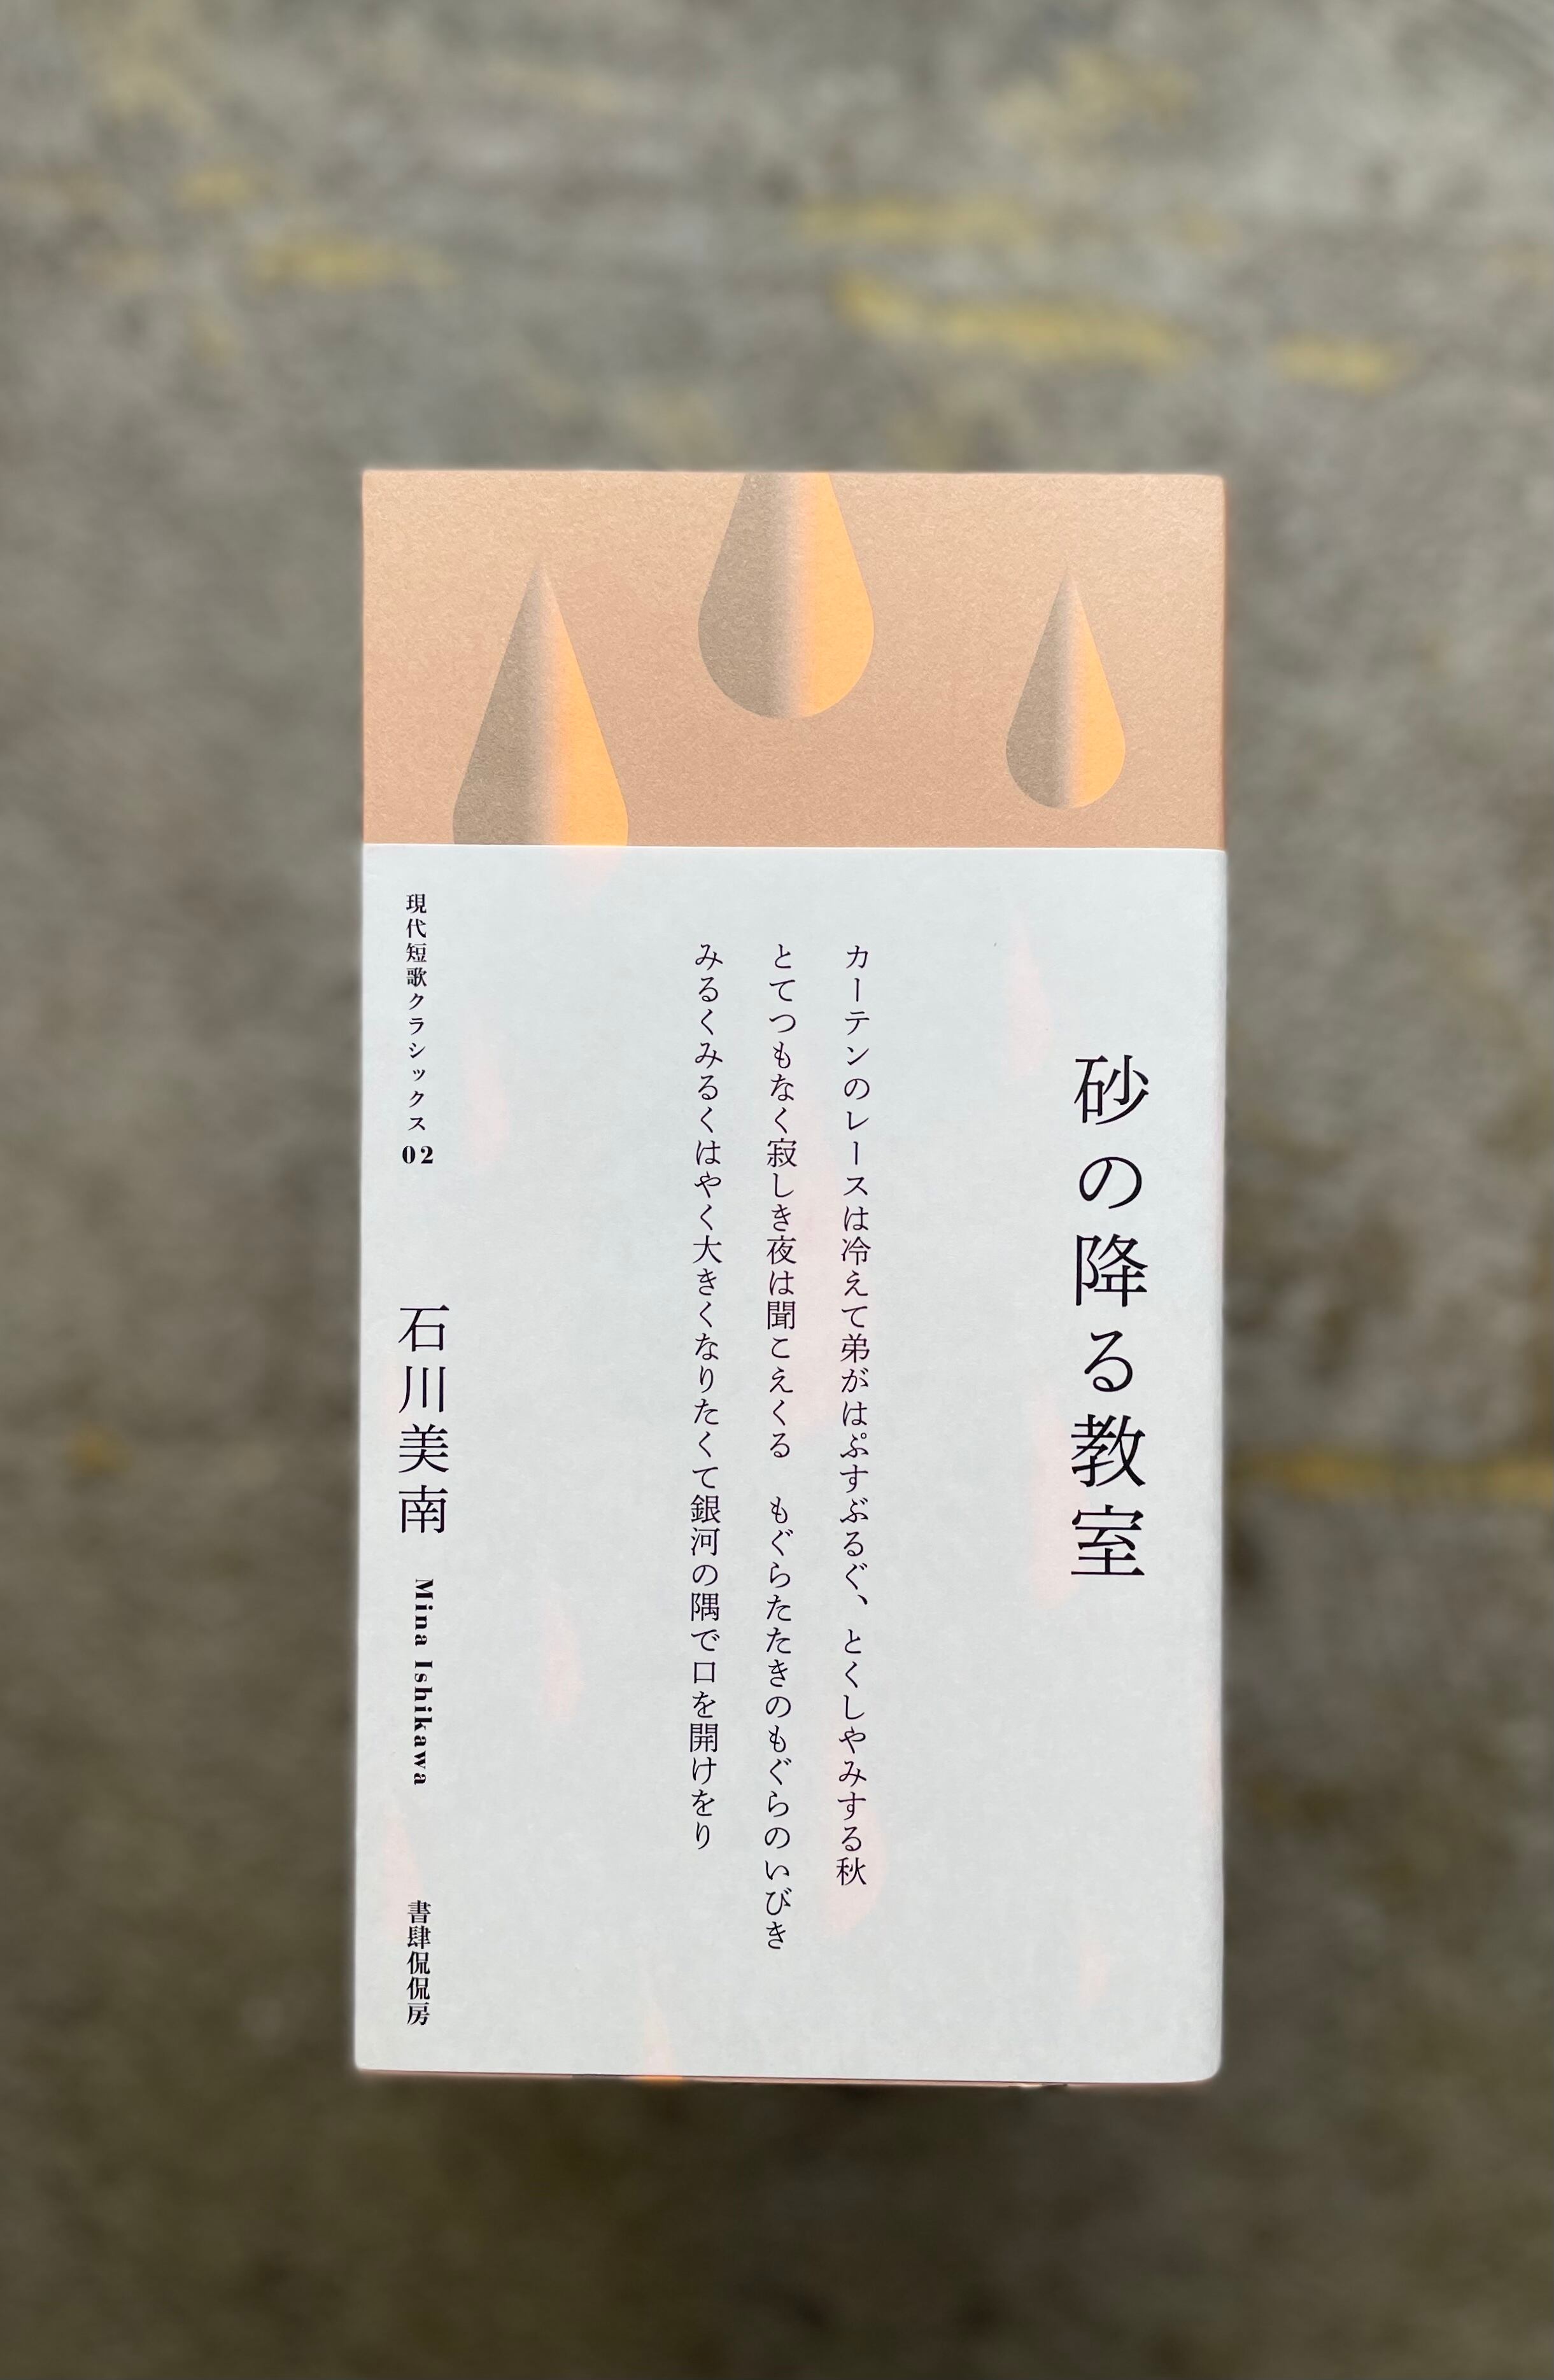 砂の降る教室
カーテンのレースは冷えて弟がはぷすぶるぐ、とくしやみする秋
とてつもなく寂しき夜は聞こえくる　もぐらたたきのもぐらのいびき
みるくみるくはやく大きくなりたくて銀河の隅で口を開けをり
現代短歌クラシックス02
石川美南
Mina Ishikawa
書肆侃侃房